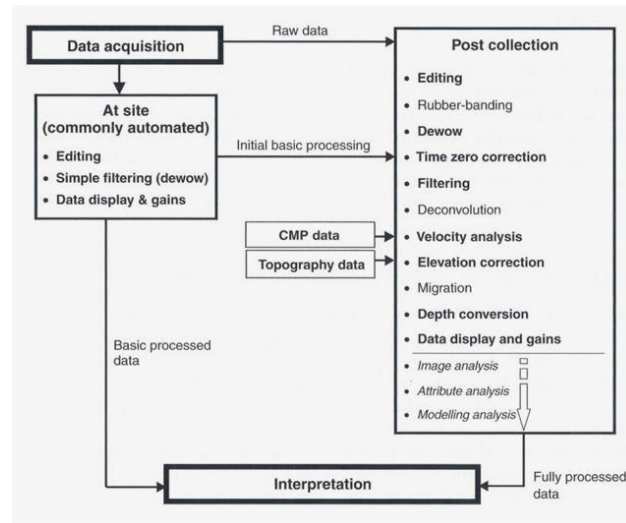 Data acquisition
Raw data
Post collection
At site
(commonly automated)
• Editing
• Simple filtering (dewow)
• Data display & gains
Initial basic processing
• Editing
• Rubber-banding
• Dewow
• Time zero correction
• Filtering
• Deconvolution
• Velocity analysis
• Elevation correction
• Migration
• Depth conversion
• Data display and gains
• Image analysis
• Attribute analysis
• Modelling analysis
CMP data
Topography data
Basic processed
data
Interpretation
Fully processed
data